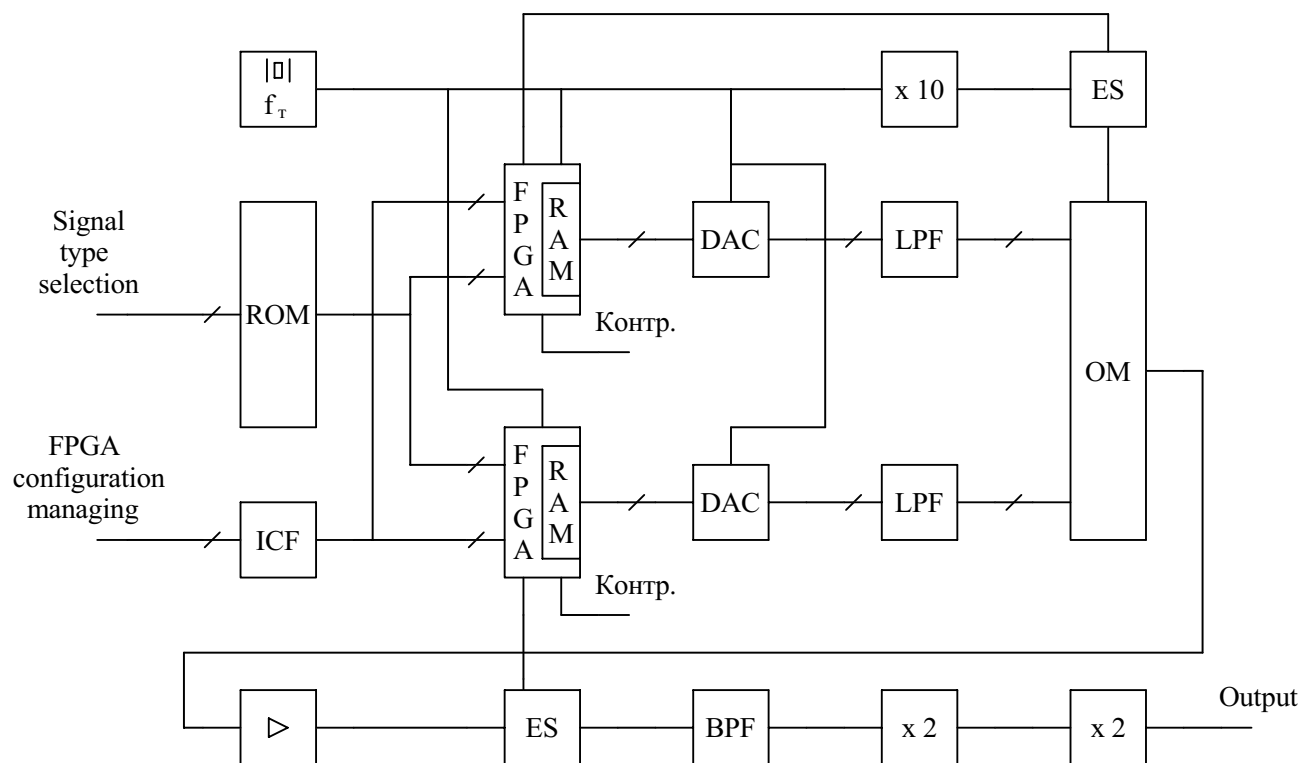 f т
x 10
ES
Signal
type
selection
ROM
FPGA
RAM
DAC
LPF
Контр.
OM
FPGA
configuration
managing
ICF
FPGA
RAM
DAC
LPF
Контр.
ES
BPF
x 2
x 2
Output